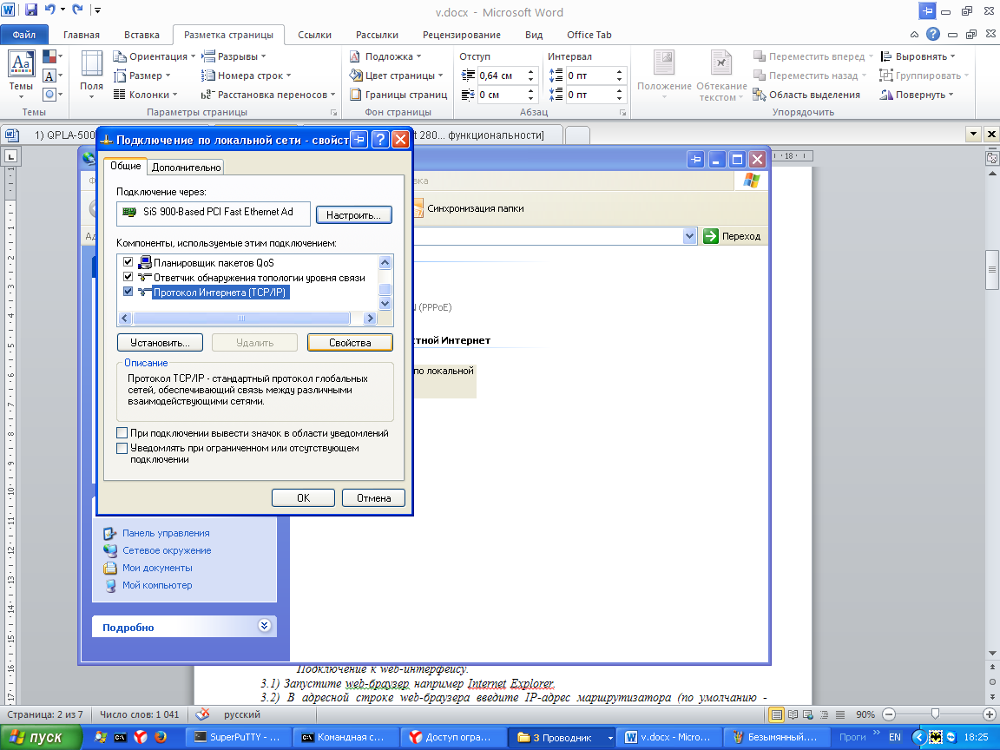 v.docx - Microsoft Word
Файл Главная Вставка Разметка страницы Ссылки Рассылки Рецензирование Вид Office Tab
Темы
Поля
Ориентация
Размер
Колонки
Разрывы
Номера строк
Расстановка переносов
Подложка
Цвет страницы
Границы страниц
Отступ
0,64 см
0 см
Интервал
0 пт
0 пт
Положение
Обтекание текстом
Переместить вперед
Переместить назад
Область выделения
Выровнять
Группировать
Повернуть
Темы Параметры страницы Фон страницы Абзац Упорядочить
1) QPLA-500
280... функциональности]
18
Подключение по локальной сети - свойст
Общие Дополнительно
Подключение через:
SiS 900-Based PCI Fast Ethernet Ad
Настроить...
Компоненты, используемые этим подключением:
Планировщик пакетов QoS
Ответчик обнаружения топологии уровня связи
Протокол Интернета (TCP/IP)
Установить... Удалить Свойства
Описание
Протокол TCP/IP - стандартный протокол глобальных
сетей, обеспечивающий связь между различными
взаимодействующими сетями.
При подключении вывести значок в области уведомлений
Уведомлять при ограниченном или отсутствующем
подключении
OK Отмена
Синхронизация папки
Переход
(PPPoE)
тной Интернет
по локальной
Панель управления
Сетевое окружение
Мои документы
Мой компьютер
Подробно
Подключение к web-интерфейсу.
3.1) Запустите web-браузер например Internet Explorer.
3.2) В адресной строке web-браузера введите IP-адрес маршрутизатора (по умолчанию -
Страница: 2 из 7 Число слов: 1 041 русский 90%
пуск SuperPuTTY - ... Командная с... Доступ огра... 3 Проводник v.docx - Micros... Безымянный.... Проги EN 18:25